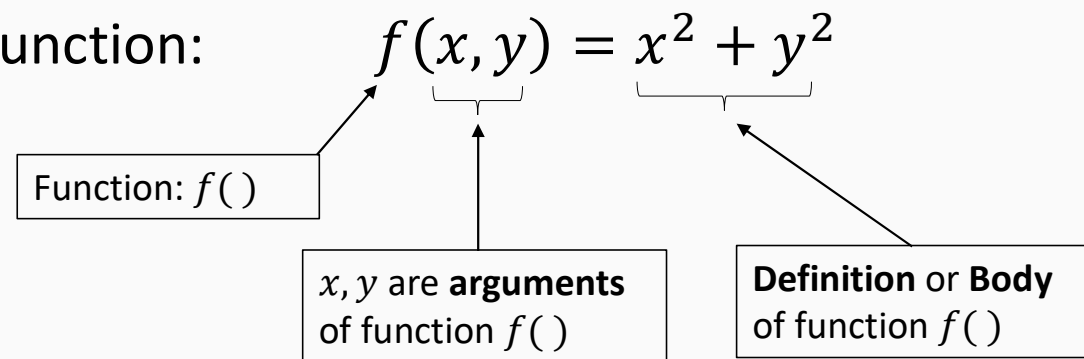 unction: f(x, y) = x² + y²
Function: f( )
x, y are arguments
of function f( )
Definition or Body
of function f( )